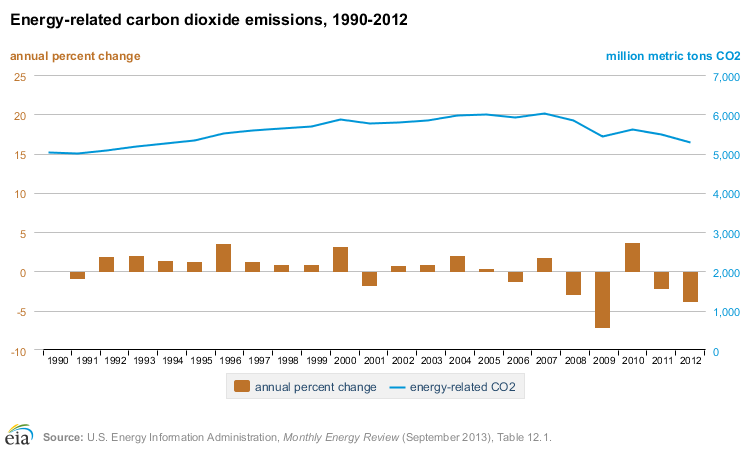 Energy-related carbon dioxide emissions, 1990-2012
annual percent change million metric tons CO2
25 7,000
20 6,000
15 5,000
10 4,000
5 3,000
0 2,000
-5 1,000
-10 0
1990 1991 1992 1993 1994 1995 1996 1997 1998 1999 2000 2001 2002 2003 2004 2005 2006 2007 2008 2009 2010 2011 2012
annual percent change energy-related CO2
eia Source: U.S. Energy Information Administration, Monthly Energy Review (September 2013), Table 12.1.